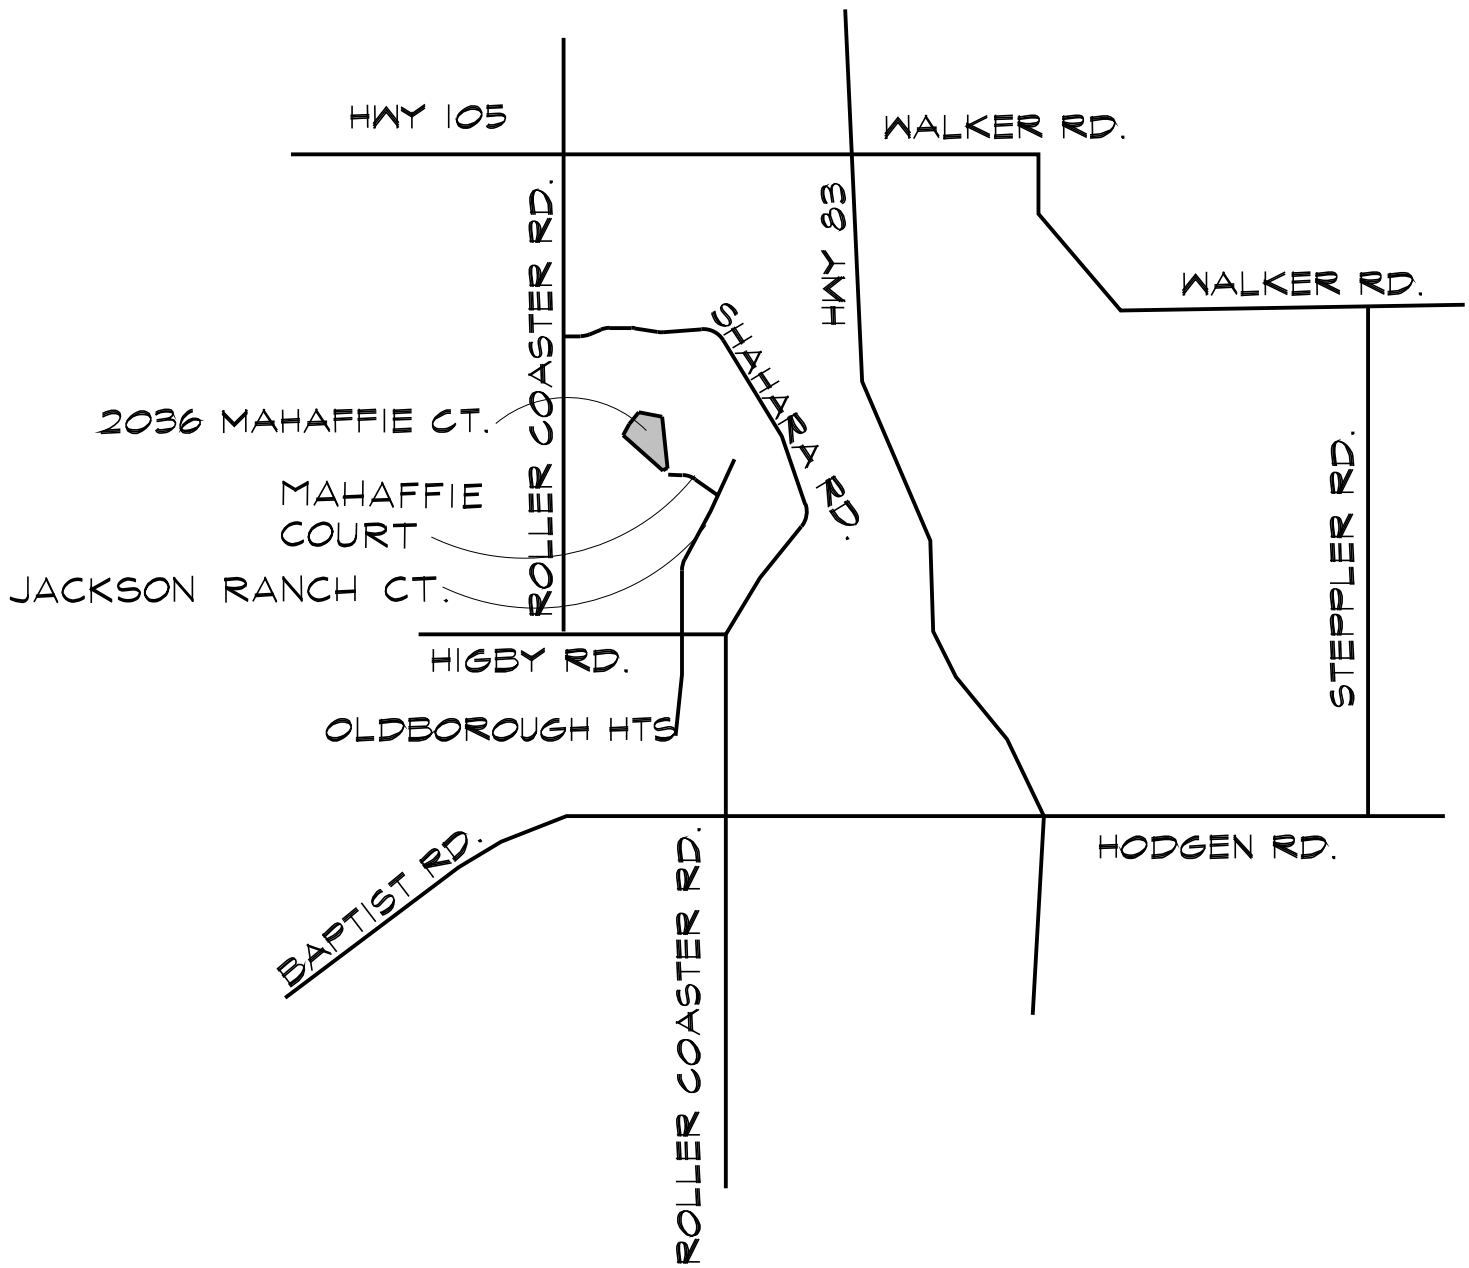 HWY 105
WALKER RD.
ROLLER COASTER RD.
HWY 83
WALKER RD.
SHAHARA RD.
2036 MAHAFFIE CT.
MAHAFFIE
COURT
JACKSON RANCH CT.
STEPPLER RD.
HIGBY RD.
OLDBOROUGH HTS
BAPTIST RD.
HODGEN RD.
ROLLER COASTER RD.